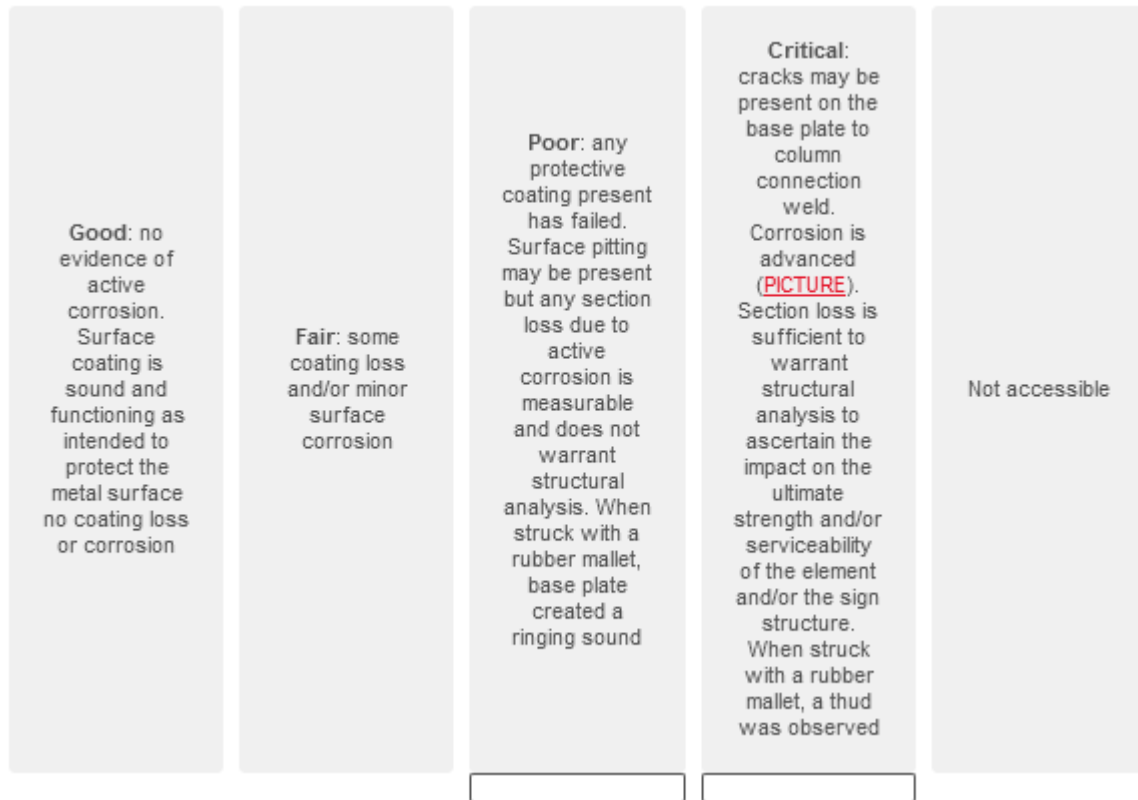 Good: no
evidence of
active
corrosion.
Surface
coating is
sound and
functioning as
intended to
protect the
metal surface
no coating loss
or corrosion
Fair: some
coating loss
and/or minor
surface
corrosion
Poor: any
protective
coating present
has failed.
Surface pitting
may be present
but any section
loss due to
active
corrosion is
measurable
and does not
warrant
structural
analysis. When
struck with a
rubber mallet,
base plate
created a
ringing sound
Critical:
cracks may be
present on the
base plate to
column
connection
weld.
Corrosion is
advanced
(PICTURE).
Section loss is
sufficient to
warrant
structural
analysis to
ascertain the
impact on the
ultimate
strength and/or
serviceability
of the element
and/or the sign
structure.
When struck
with a rubber
mallet, a thud
was observed
Not accessible